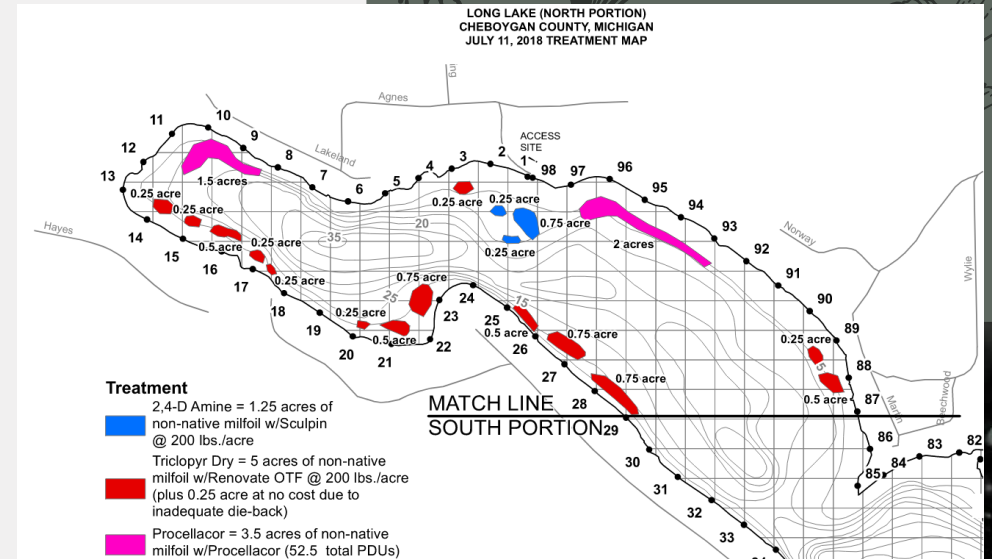 LONG LAKE (NORTH PORTION)
CHEBOYGAN COUNTY, MICHIGAN
JULY 11, 2018 TREATMENT MAP
ing
Agnes
Lakeland
ACCESS
SITE
11
10
9
8
7
6
5
4
3
2
1
98
97
96
95
94
93
92
91
90
89
88
87
86
85
84
83
82
12
13
14
15
16
17
18
19
20
21
22
23
24
25
26
27
28
29
30
31
32
33
1.5 acres
0.25 acre
0.25 acre
0.5 acre
0.25 acre
0.25 acre
0.25 acre
0.25 acre
0.75 acre
0.25 acre
2 acres
0.75 acre
0.25 acre
0.5 acre
0.5 acre
0.75 acre
0.75 acre
0.25 acre
0.5 acre
20
35
25
15
5
Hayes
Norway
Wylie
Martin
Beechwood
MATCH LINE
SOUTH PORTION
Treatment
2,4-D Amine = 1.25 acres of
non-native milfoil w/Sculpin
@ 200 lbs./acre
Triclopyr Dry = 5 acres of non-native
milfoil w/Renovate OTF @ 200 lbs./acre
(plus 0.25 acre at no cost due to
inadequate die-back)
Procellacor = 3.5 acres of non-native
milfoil w/Procellacor (52.5 total PDUs)